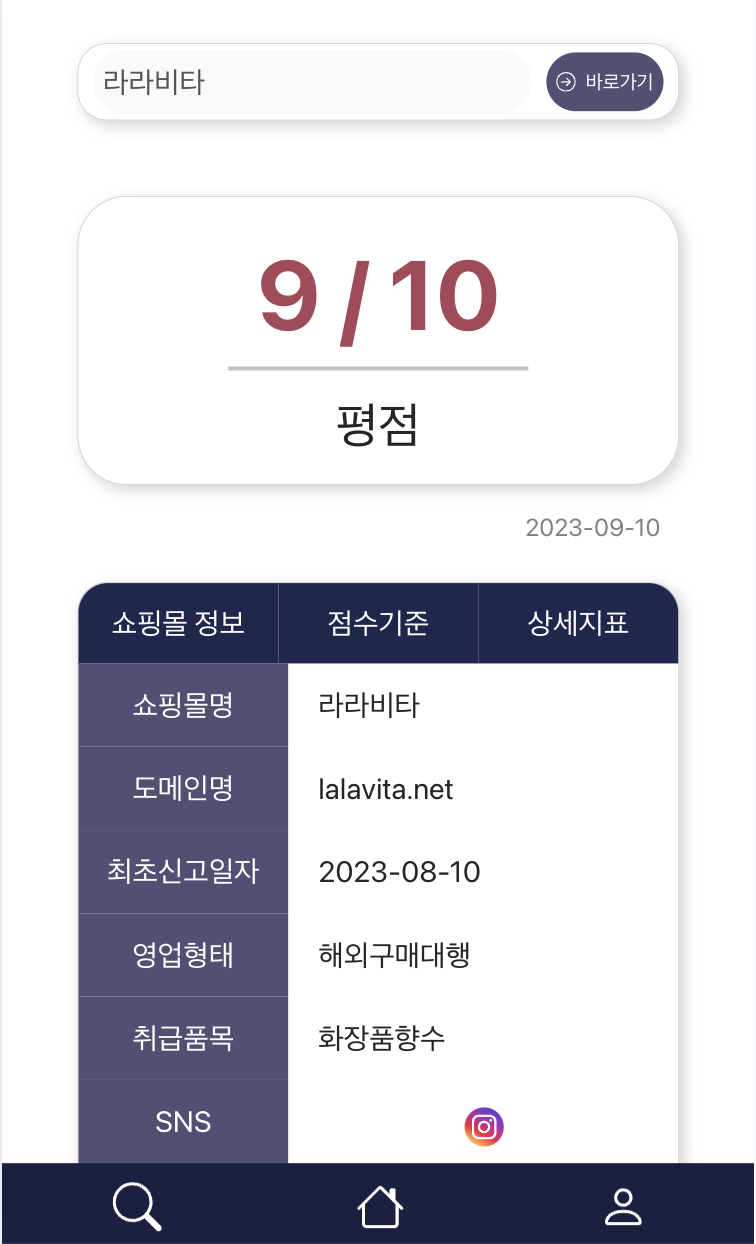 라라비타
바로가기
9 / 10
평점
2023-09-10
쇼핑몰 정보 점수기준 상세지표
쇼핑몰명 라라비타
도메인명 lalavita.net
최초신고일자 2023-08-10
영업형태 해외구매대행
취급품목 화장품향수
SNS